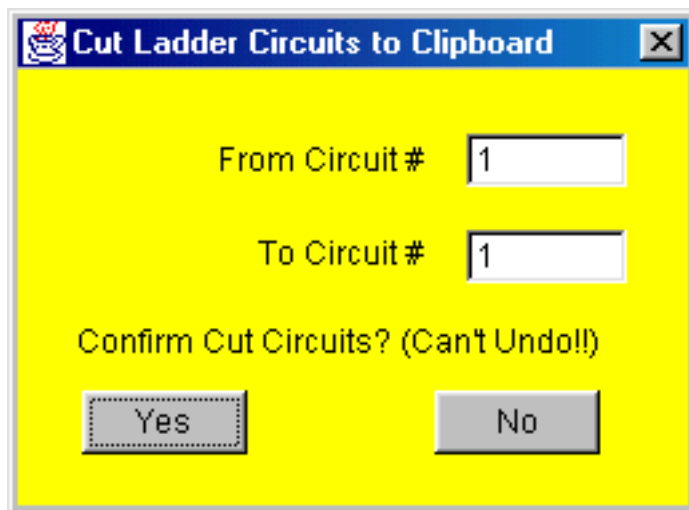 Cut Ladder Circuits to Clipboard
From Circuit # 1
To Circuit # 1
Confirm Cut Circuits? (Can't Undo!!)
Yes No